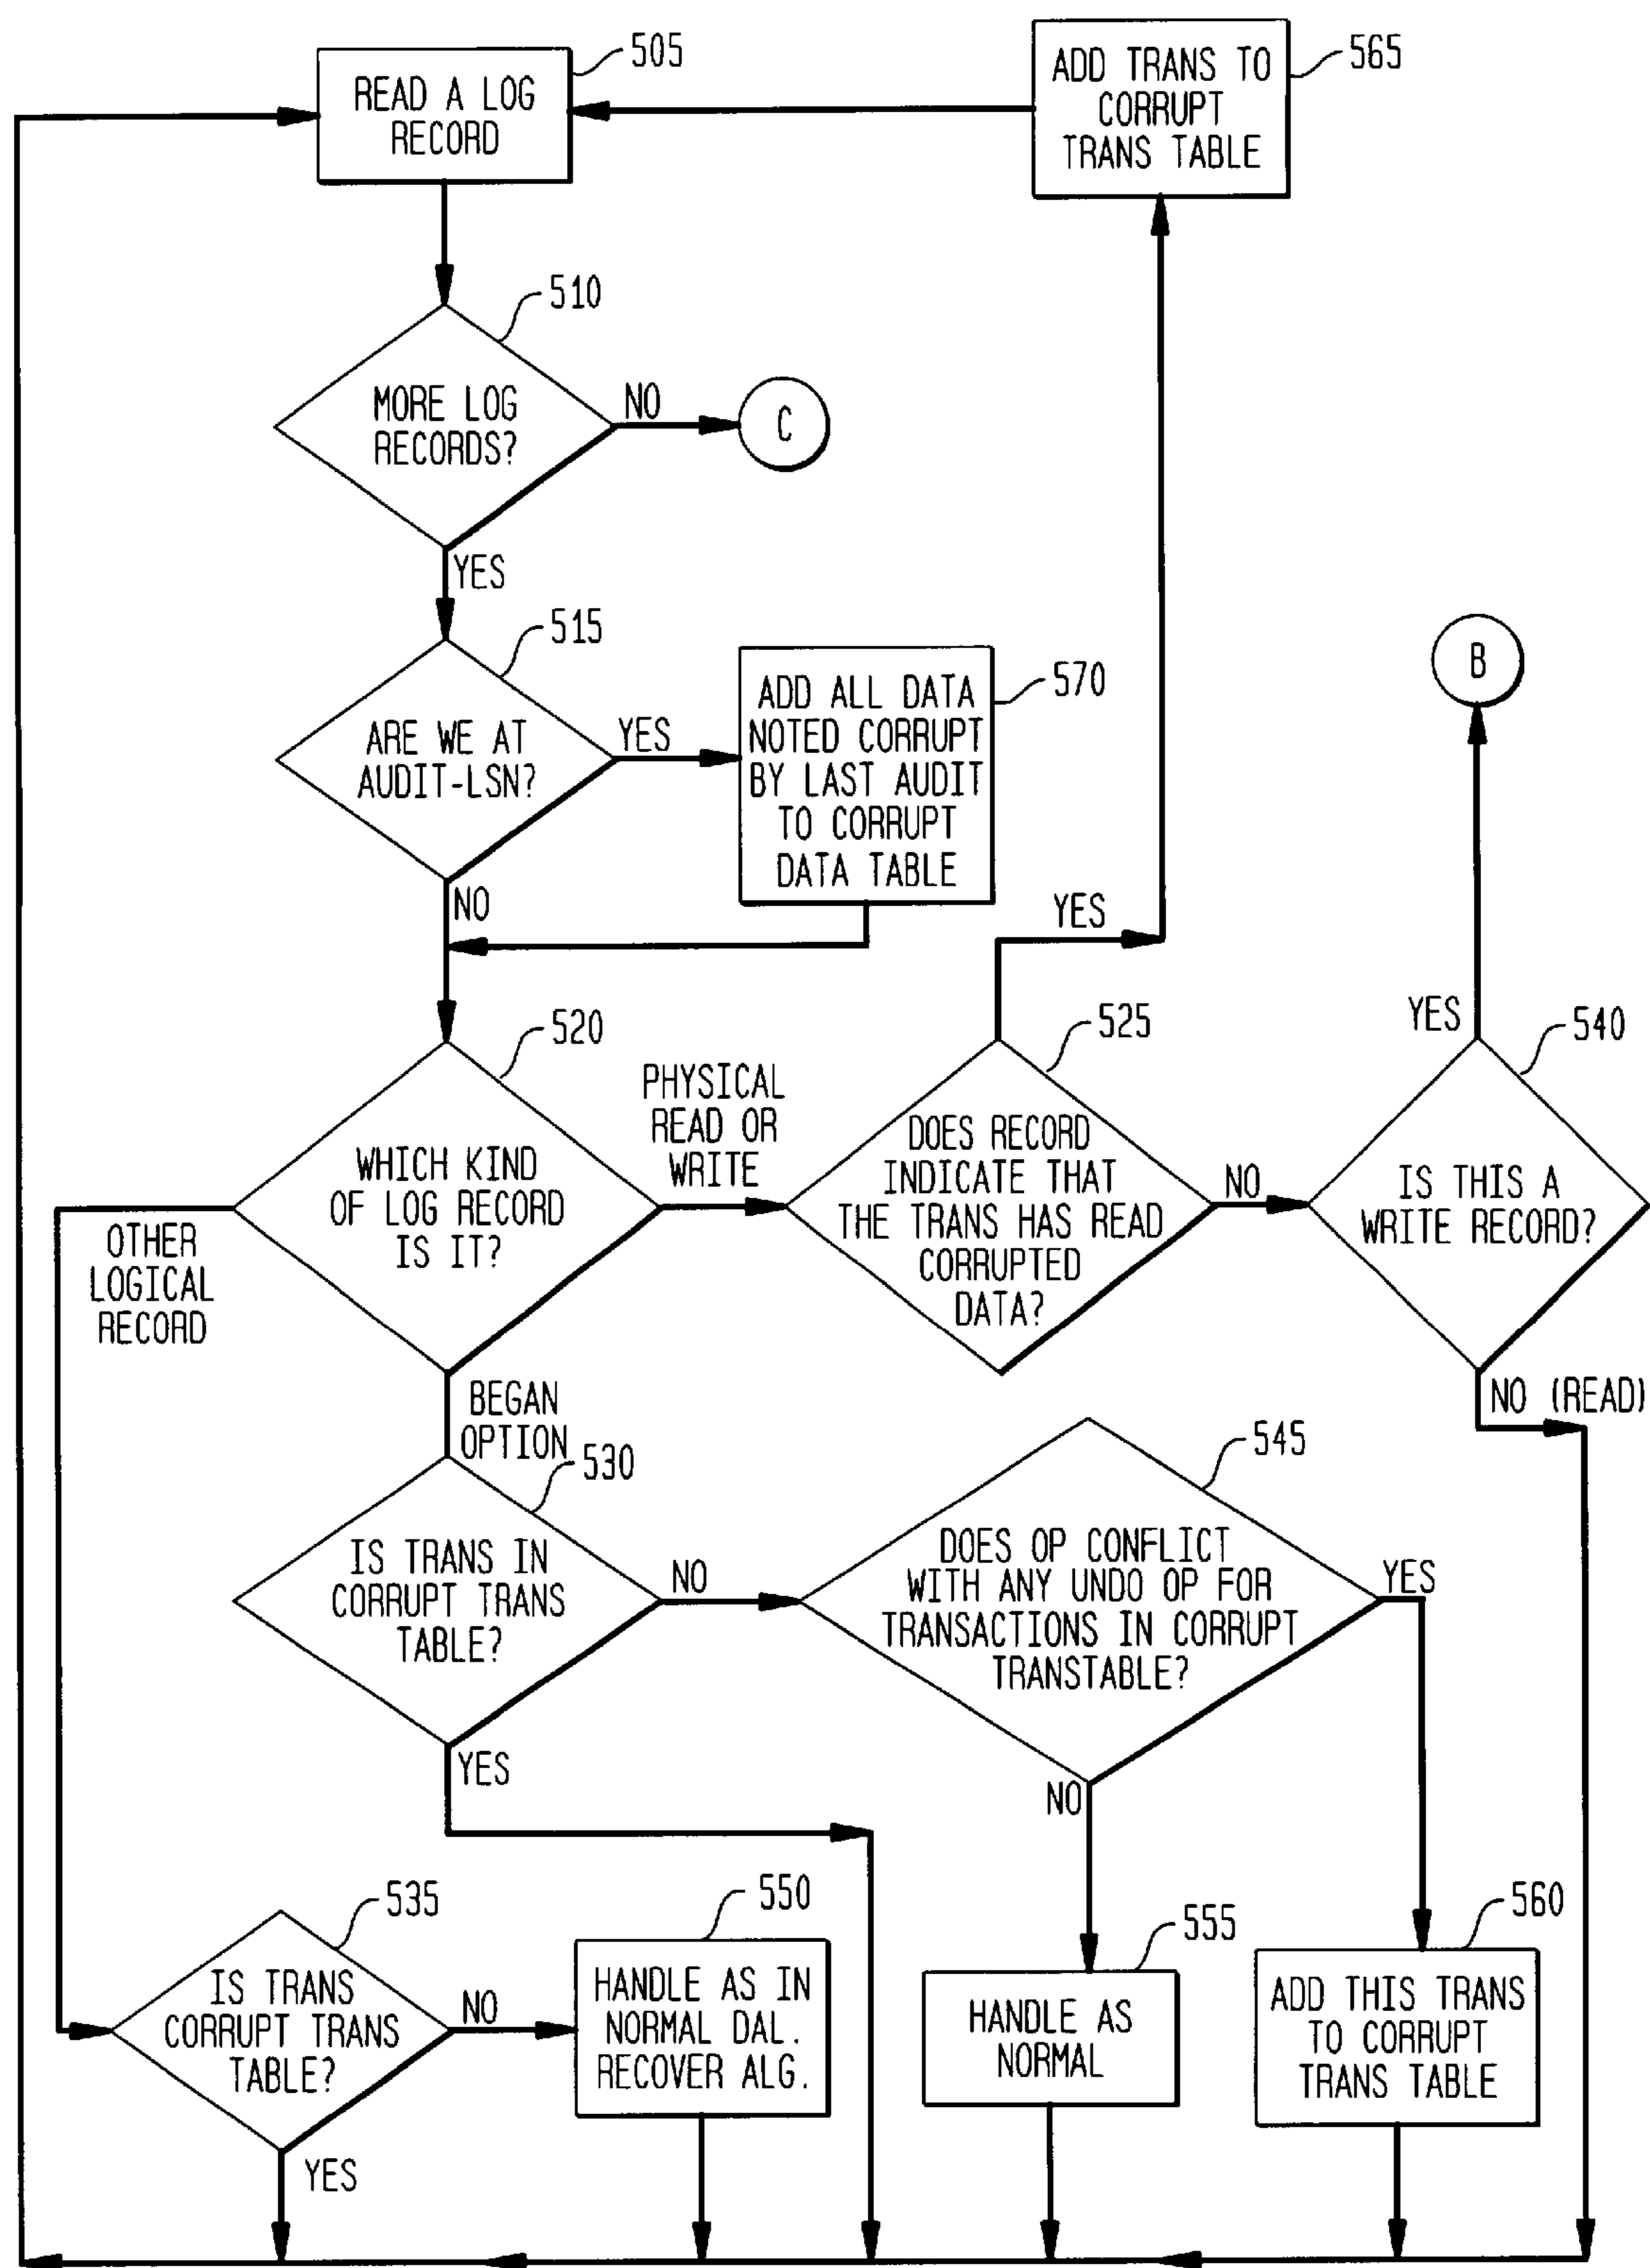 505
READ A LOG
RECORD
565
ADD TRANS TO
CORRUPT
TRANS TABLE
510
MORE LOG
RECORDS?
NO
C
YES
515
ARE WE AT
AUDIT-LSN?
YES
570
ADD ALL DATA
NOTED CORRUPT
BY LAST AUDIT
TO CORRUPT
DATA TABLE
NO
B
520
WHICH KIND
OF LOG RECORD
IS IT?
PHYSICAL
READ OR
WRITE
YES
525
DOES RECORD
INDICATE THAT
THE TRANS HAS READ
CORRUPTED
DATA?
NO
YES
540
IS THIS A
WRITE RECORD?
NO (READ)
OTHER
LOGICAL
RECORD
BEGAN
OPTION
530
IS TRANS IN
CORRUPT TRANS
TABLE?
NO
YES
545
DOES OP CONFLICT
WITH ANY UNDO OP FOR
TRANSACTIONS IN CORRUPT
TRANSTABLE?
YES
NO
535
IS TRANS
CORRUPT TRANS
TABLE?
NO
YES
550
HANDLE AS IN
NORMAL DAL.
RECOVER ALG.
555
HANDLE AS
NORMAL
560
ADD THIS TRANS
TO CORRUPT
TRANS TABLE